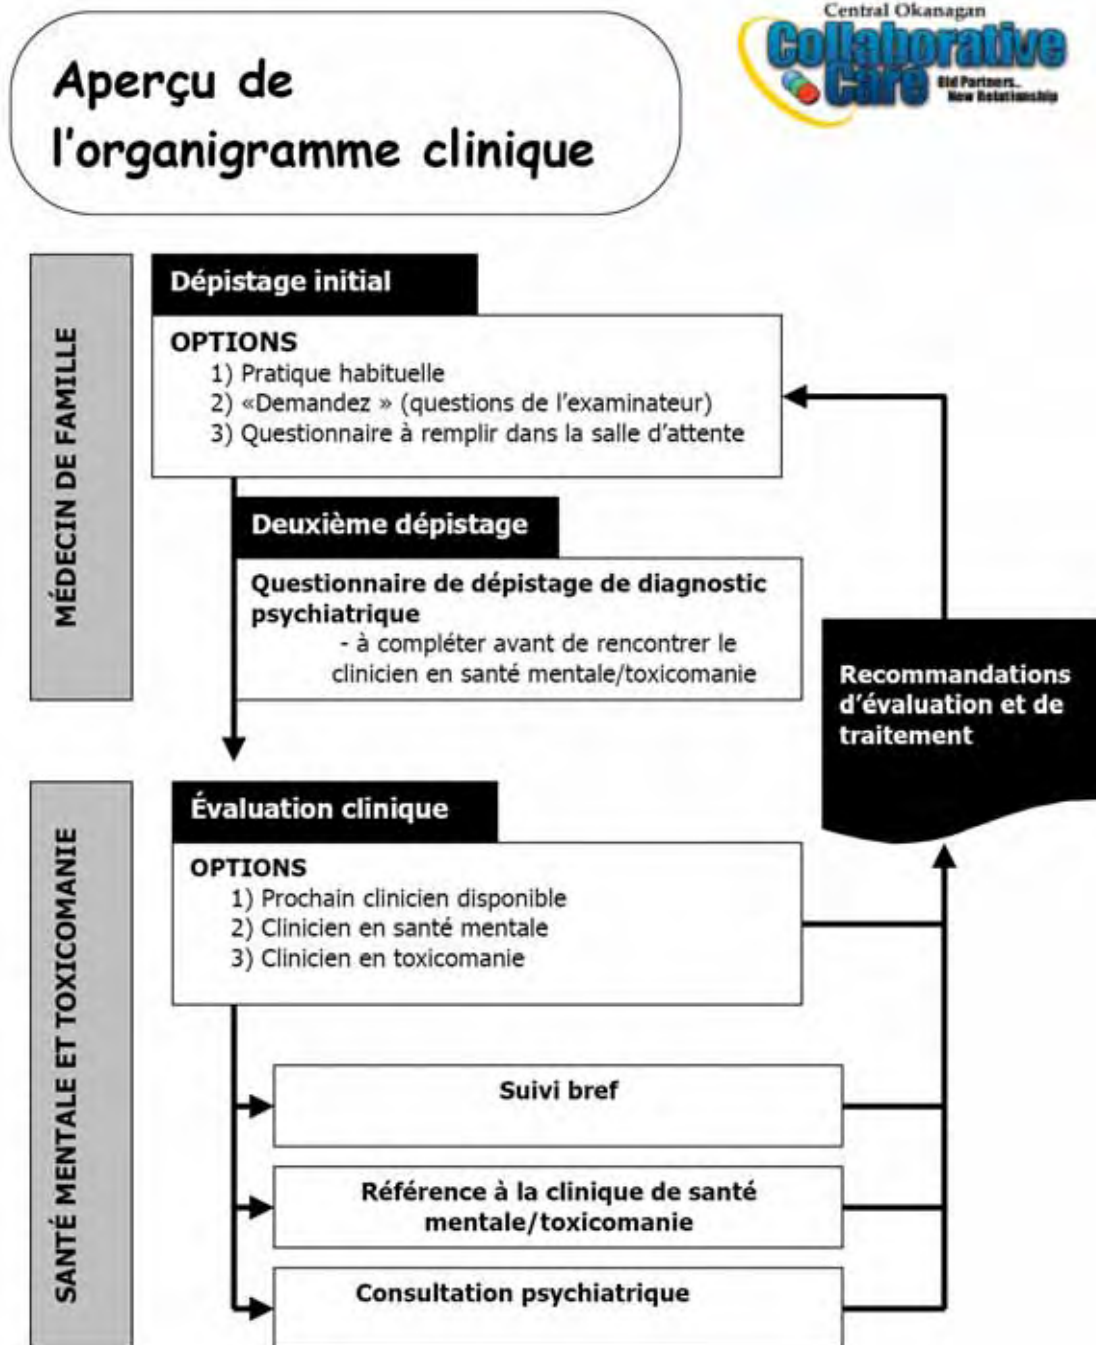 Aperçu de
l'organigramme clinique
Central Okanagan
Collaborative
Care
Old Partners..
New Relationship
MÉDECIN DE FAMILLE
Dépistage initial
OPTIONS
1) Pratique habituelle
2) «Demandez » (questions de l'examinateur)
3) Questionnaire à remplir dans la salle d'attente
Deuxième dépistage
Questionnaire de dépistage de diagnostic
psychiatrique
- à compléter avant de rencontrer le
clinicien en santé mentale/toxicomanie
Recommandations
d'évaluation et de
traitement
SANTÉ MENTALE ET TOXICOMANIE
Évaluation clinique
OPTIONS
1) Prochain clinicien disponible
2) Clinicien en santé mentale
3) Clinicien en toxicomanie
Suivi bref
Référence à la clinique de santé
mentale/toxicomanie
Consultation psychiatrique